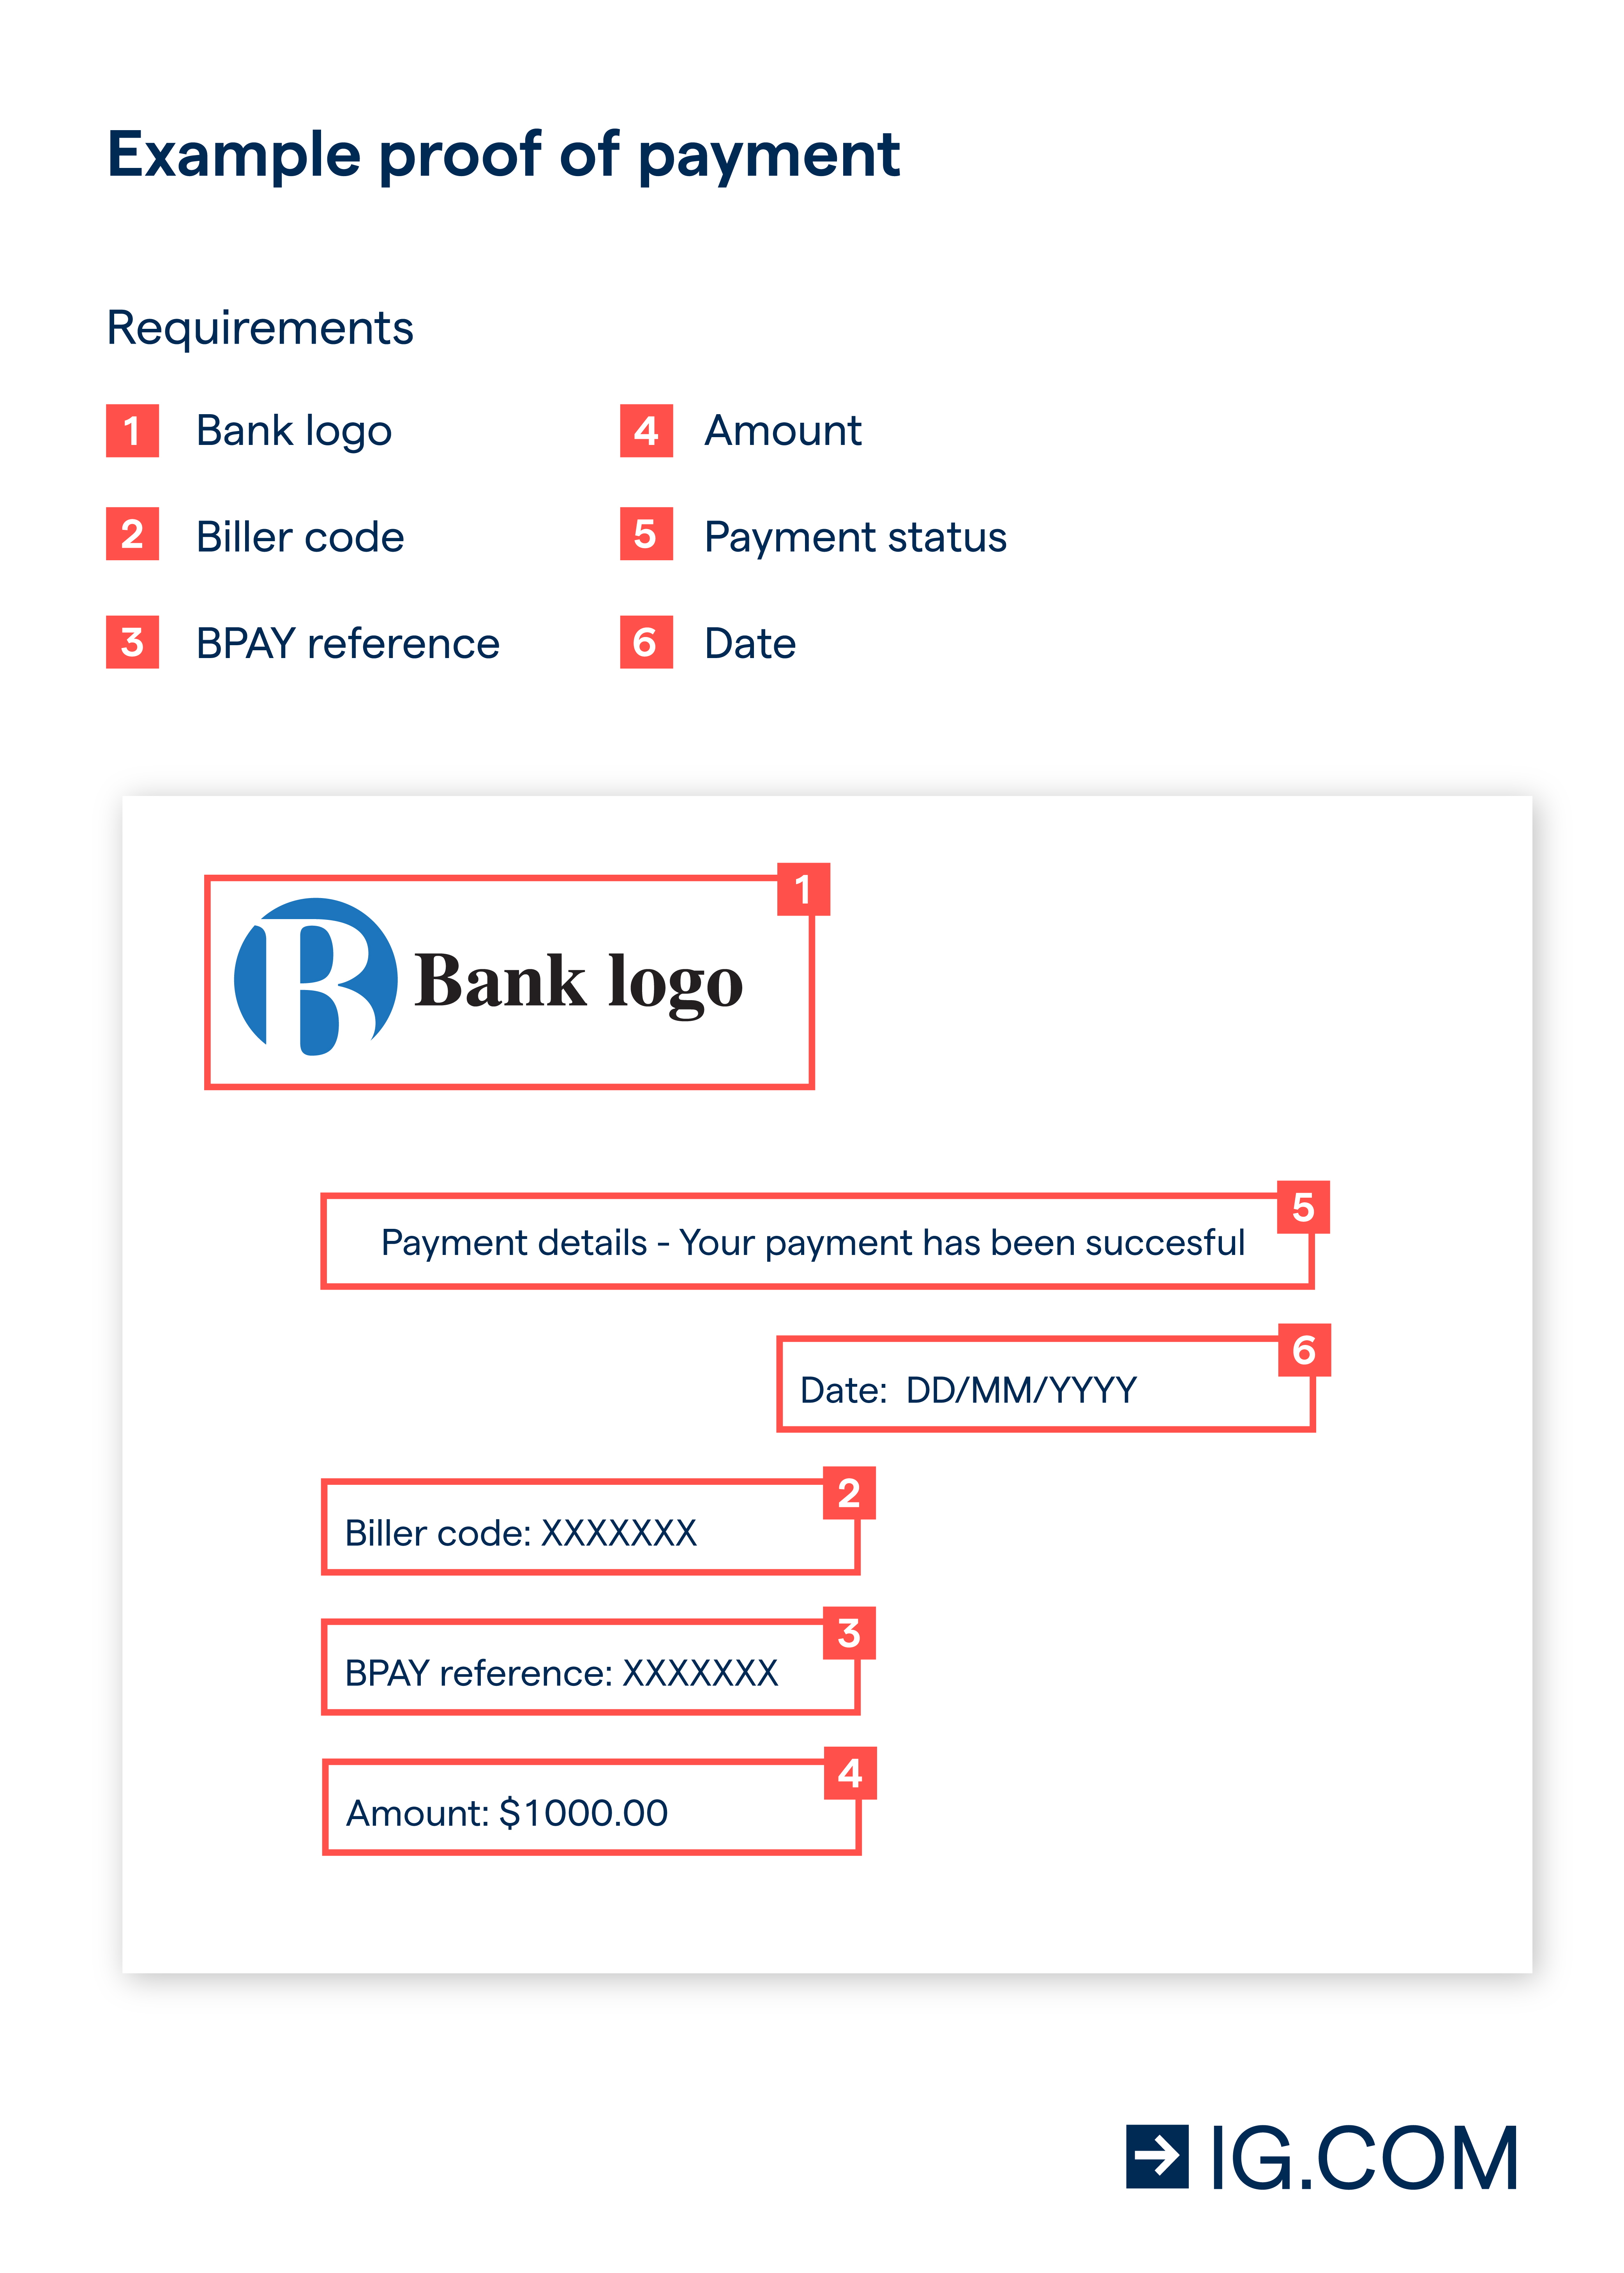 Example proof of payment
Requirements
1 Bank logo
2 Biller code
3 BPAY reference
4 Amount
5 Payment status
6 Date
1
B Bank logo
5
Payment details - Your payment has been succesful
6
Date: DD/MM/YYYY
2
Biller code: XXXXXXX
3
BPAY reference: XXXXXXX
4
Amount: $1000.00
IG.COM